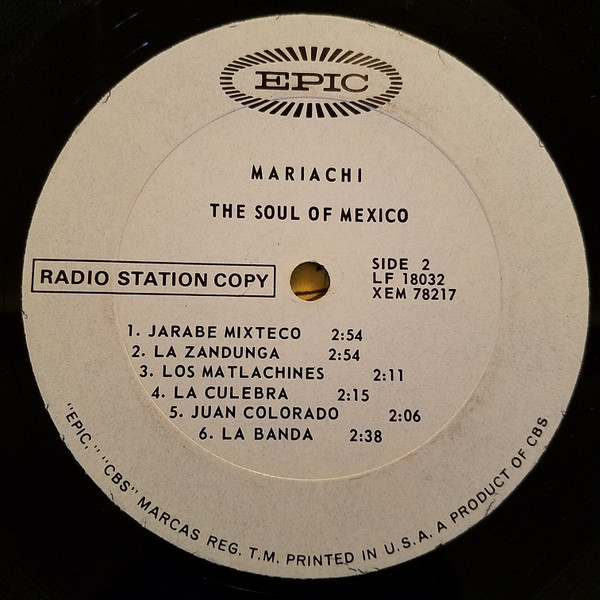 EPIC
MARIACHI
THE SOUL OF MEXICO
RADIO STATION COPY
SIDE 2
LF 18032
XEM 78217
1. JARABE MIXTECO 2:54
2. LA ZANDUNGA 2:54
3. LOS MATLACHINES 2:11
4. LA CULEBRA 2:15
5. JUAN COLORADO 2:06
6. LA BANDA 2:38
"EPIC," "CBS" MARCAS REG. T.M. PRINTED IN U.S.A. A PRODUCT OF CBS